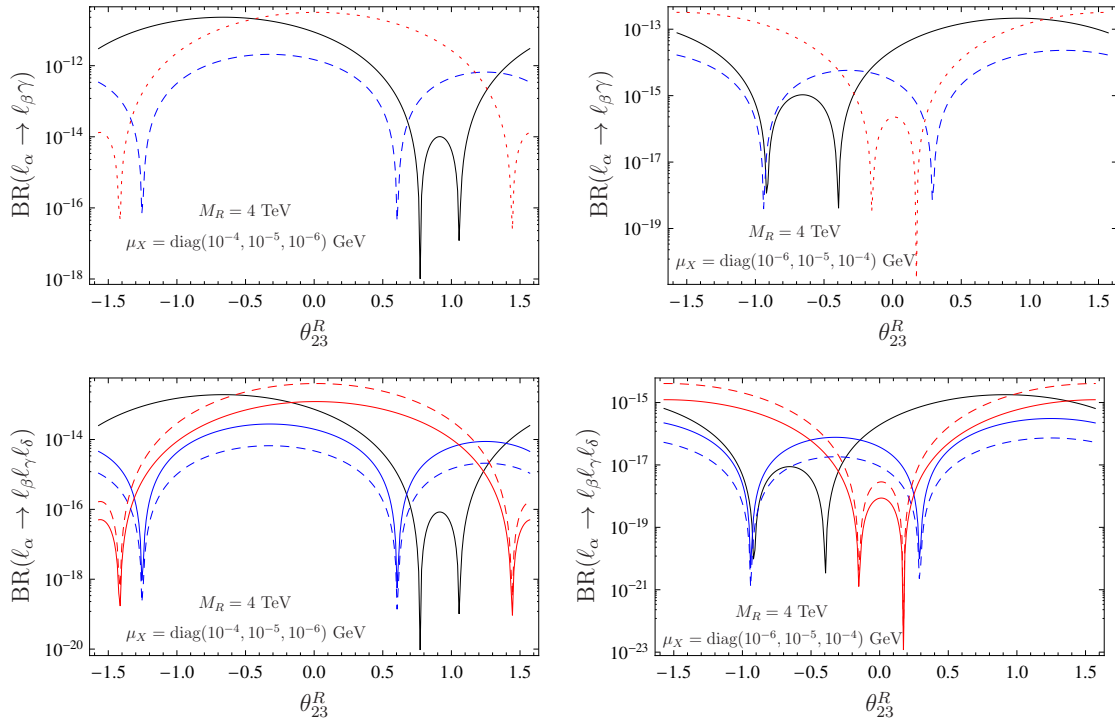 BR(ℓ_α → ℓ_β γ)
10^{-12}
10^{-14}
10^{-16}
10^{-18}
M_R = 4 TeV
μ_X = diag(10^{-4}, 10^{-5}, 10^{-6}) GeV
−1.5 −1.0 −0.5 0.0 0.5 1.0 1.5
θ^R_{23}
BR(ℓ_α → ℓ_β γ)
10^{-13}
10^{-15}
10^{-17}
10^{-19}
M_R = 4 TeV
μ_X = diag(10^{-6}, 10^{-5}, 10^{-4}) GeV
−1.5 −1.0 −0.5 0.0 0.5 1.0 1.5
θ^R_{23}
BR(ℓ_α → ℓ_β ℓ_γ ℓ_δ)
10^{-14}
10^{-16}
10^{-18}
10^{-20}
M_R = 4 TeV
μ_X = diag(10^{-4}, 10^{-5}, 10^{-6}) GeV
−1.5 −1.0 −0.5 0.0 0.5 1.0 1.5
θ^R_{23}
BR(ℓ_α → ℓ_β ℓ_γ ℓ_δ)
10^{-15}
10^{-17}
10^{-19}
10^{-21}
10^{-23}
M_R = 4 TeV
μ_X = diag(10^{-6}, 10^{-5}, 10^{-4}) GeV
−1.5 −1.0 −0.5 0.0 0.5 1.0 1.5
θ^R_{23}